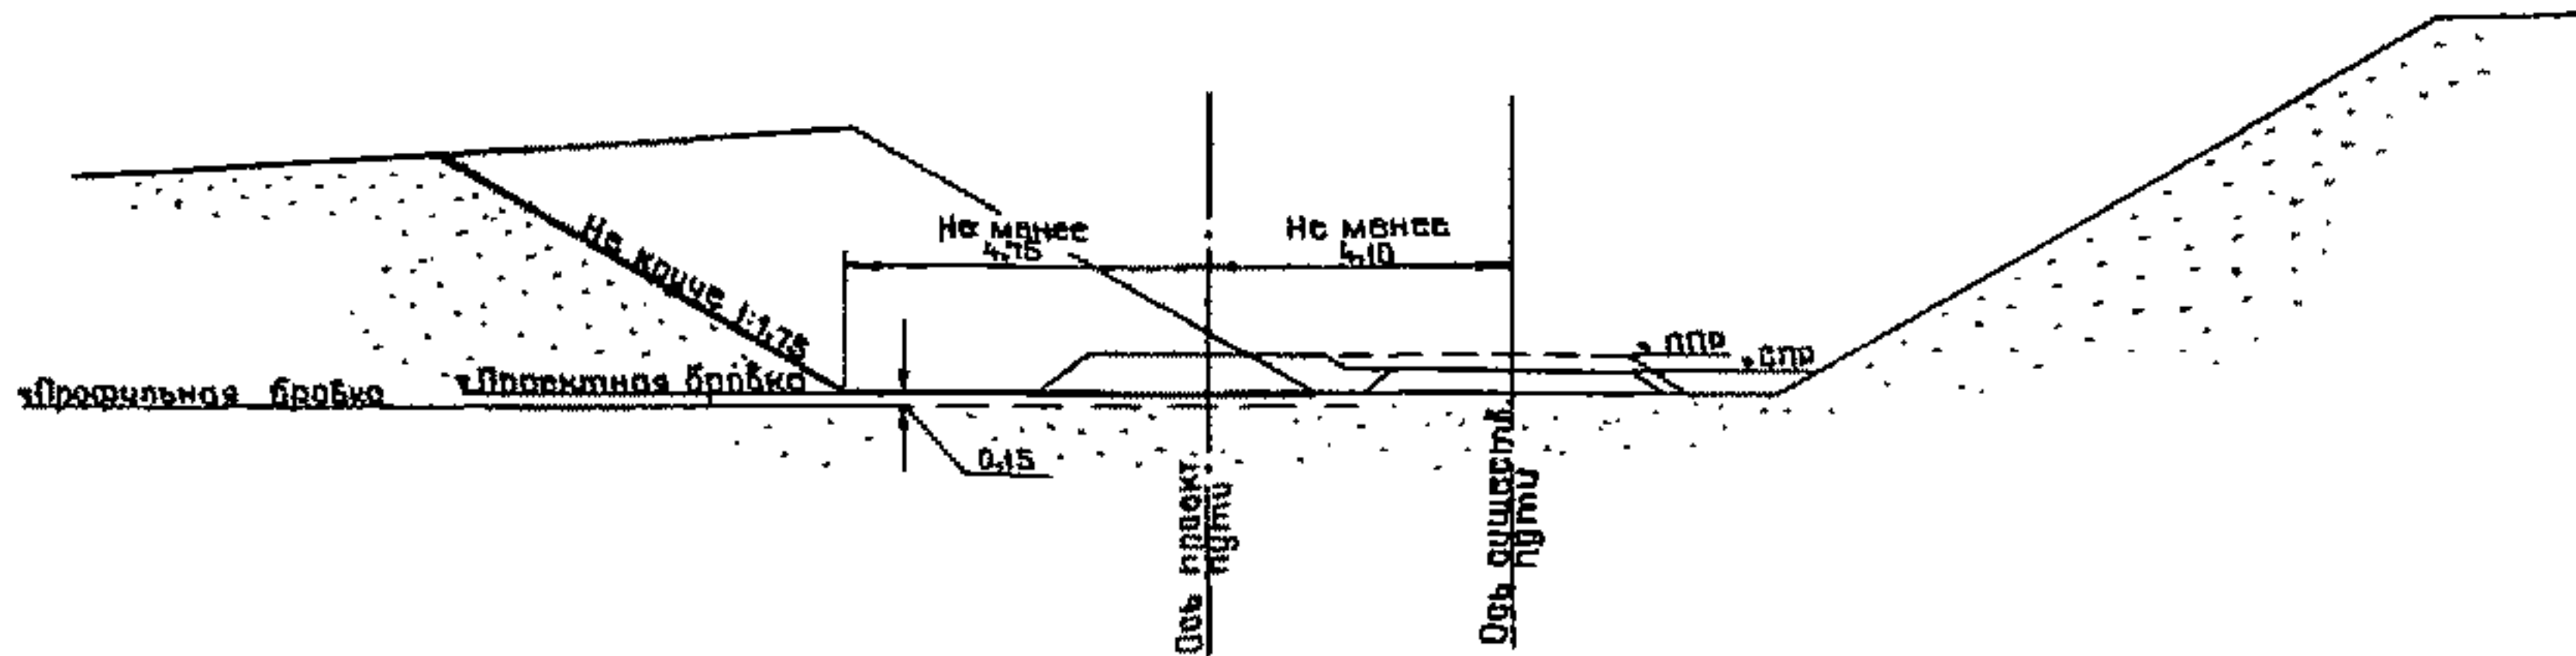 Не менее
4,75
Не менее
4,10
Не круче 1:1,75
ППР
СПР
Профильная бровка
Проектная бровка
0,15
Ось проект.
пути
Ось существ.
пути